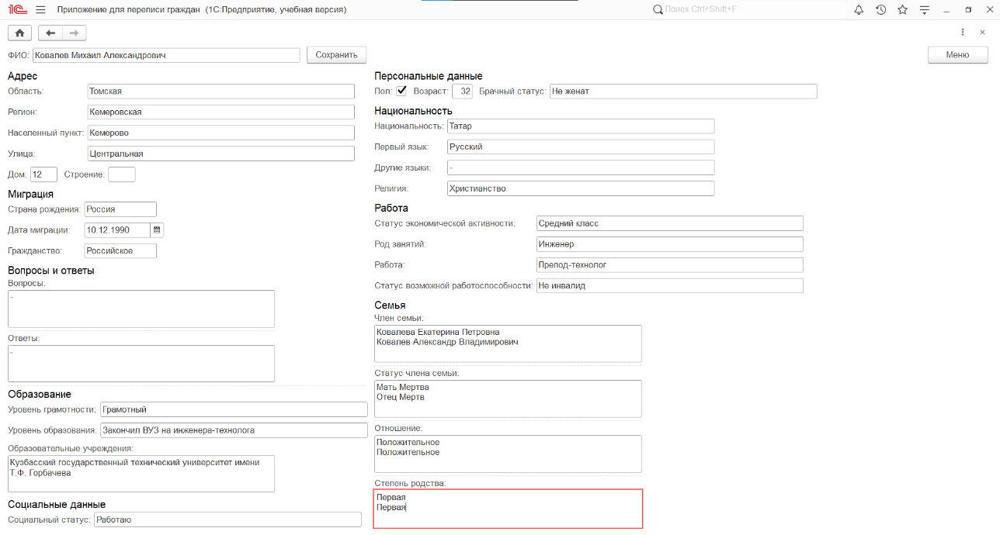 1С Приложение для переписи граждан (1С:Предприятие, учебная версия) Поиск Ctrl+Shift+F
ФИО: Ковалев Михаил Александрович Сохранить Меню
Адрес
Область: Томская
Регион: Кемеровская
Населенный пункт: Кемерово
Улица: Центральная
Дом: 12 Строение:
Миграция
Страна рождения: Россия
Дата миграции: 10.12.1990
Гражданство: Российское
Вопросы и ответы
Вопросы:
-
Ответы:
-
Образование
Уровень грамотности: Грамотный
Уровень образования: Закончил ВУЗ на инженера-технолога
Образовательные учреждения:
Кузбасский государственный технический университет имени
Т.Ф. Горбачева
Социальные данные
Социальный статус: Работаю
Персональные данные
Пол: Возраст: 32 Брачный статус: Не женат
Национальность
Национальность: Татар
Первый язык: Русский
Другие языки: -
Религия: Христианство
Работа
Статус экономической активности: Средний класс
Род занятий: Инженер
Работа: Препод-технолог
Статус возможной работоспособности: Не инвалид
Семья
Член семьи:
Ковалева Екатерина Петровна
Ковалев Александр Владимирович
Статус члена семьи:
Мать Мертва
Отец Мертв
Отношение:
Положительное
Положительное
Степень родства:
Первая
Первая